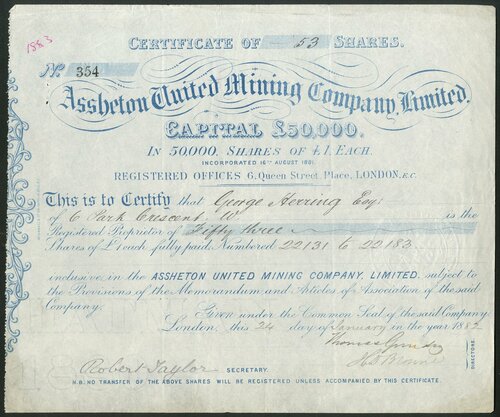 1883
CERTIFICATE OF 53 SHARES.
No. 354
Assheton United Mining Company, Limited.
CAPITAL £50,000.
IN 50,000, SHARES OF £1. EACH.
INCORPORATED 16TH AUGUST 1881.
REGISTERED OFFICES 6, QUEEN STREET, PLACE, LONDON, E.C.
This is to Certify that George Herring Esq
of 6 Park Crescent W is the
Registered Proprietor of Fifty three
Shares of £1 each fully paid, Numbered 22131 to 22183
inclusive in the ASSHETON UNITED MINING COMPANY, LIMITED, subject to
the Provisions of the Memorandum and Articles of Association of the said
Company.
Given under the Common Seal of the said Company
London, this 24 day of January in the year 1882
Thomas
DIRECTORS
Robert Taylor SECRETARY.
N.B. NO TRANSFER OF THE ABOVE SHARES WILL BE REGISTERED UNLESS ACCOMPANIED BY THIS CERTIFICATE.